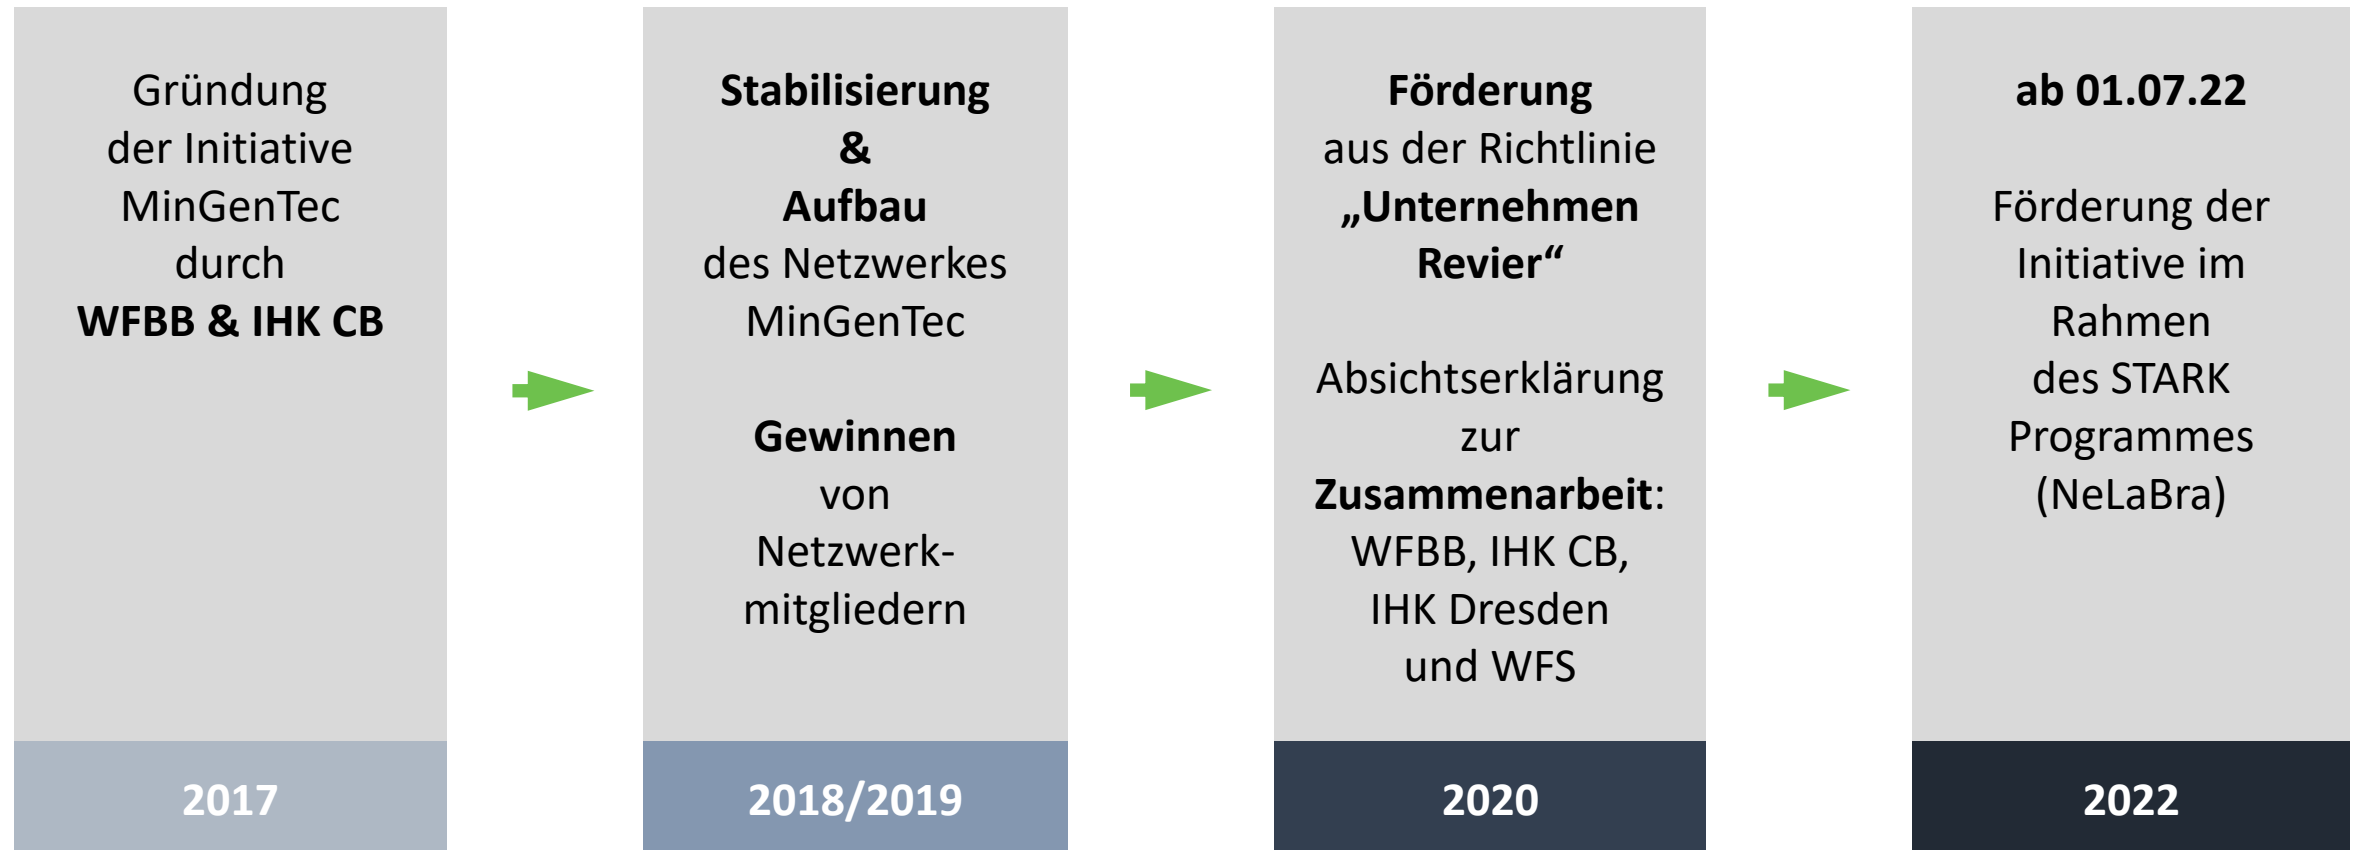 Gründung
der Initiative
MinGenTec
durch
WFBB & IHK CB
2017
Stabilisierung
&
Aufbau
des Netzwerkes
MinGenTec
Gewinnen
von
Netzwerk-
mitgliedern
2018/2019
Förderung
aus der Richtlinie
„Unternehmen
Revier“
Absichtserklärung
zur
Zusammenarbeit:
WFBB, IHK CB,
IHK Dresden
und WFS
2020
ab 01.07.22
Förderung der
Initiative im
Rahmen
des STARK
Programmes
(NeLaBra)
2022